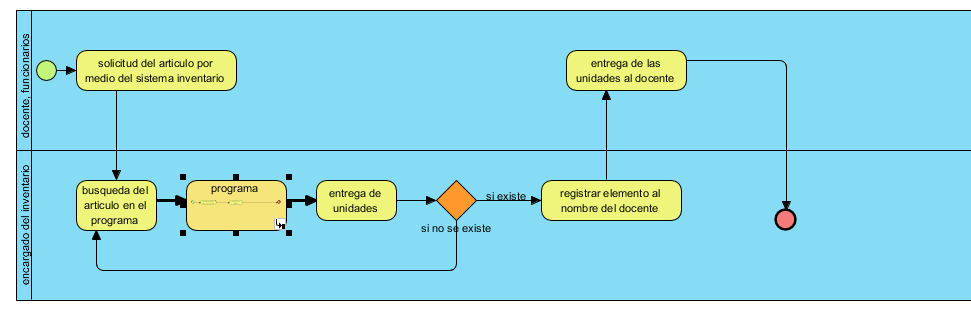 docente, funcionarios
solicitud del articulo por
medio del sistema inventario
entrega de las
unidades al docente
encargado del inventario
busqueda del
articulo en el
programa
programa
entrega de
unidades
si existe
si no se existe
registrar elemento al
nombre del docente